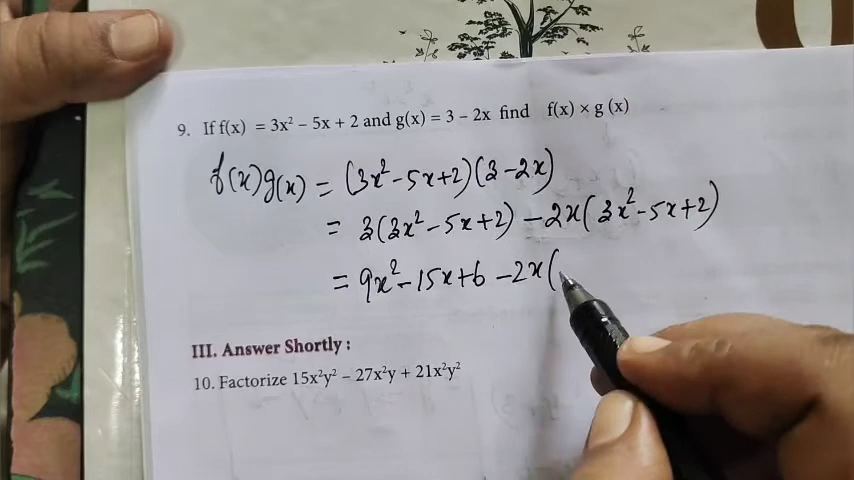 9. If f(x) = 3x² – 5x + 2 and g(x) = 3 – 2x find f(x) × g (x)
f(x)g(x) = (3x²-5x+2)(3-2x)
= 3(3x²-5x+2) -2x(3x²-5x+2)
= 9x²-15x+6 -2x(
III. Answer Shortly :
10. Factorize 15x²y² – 27x²y + 21x²y²